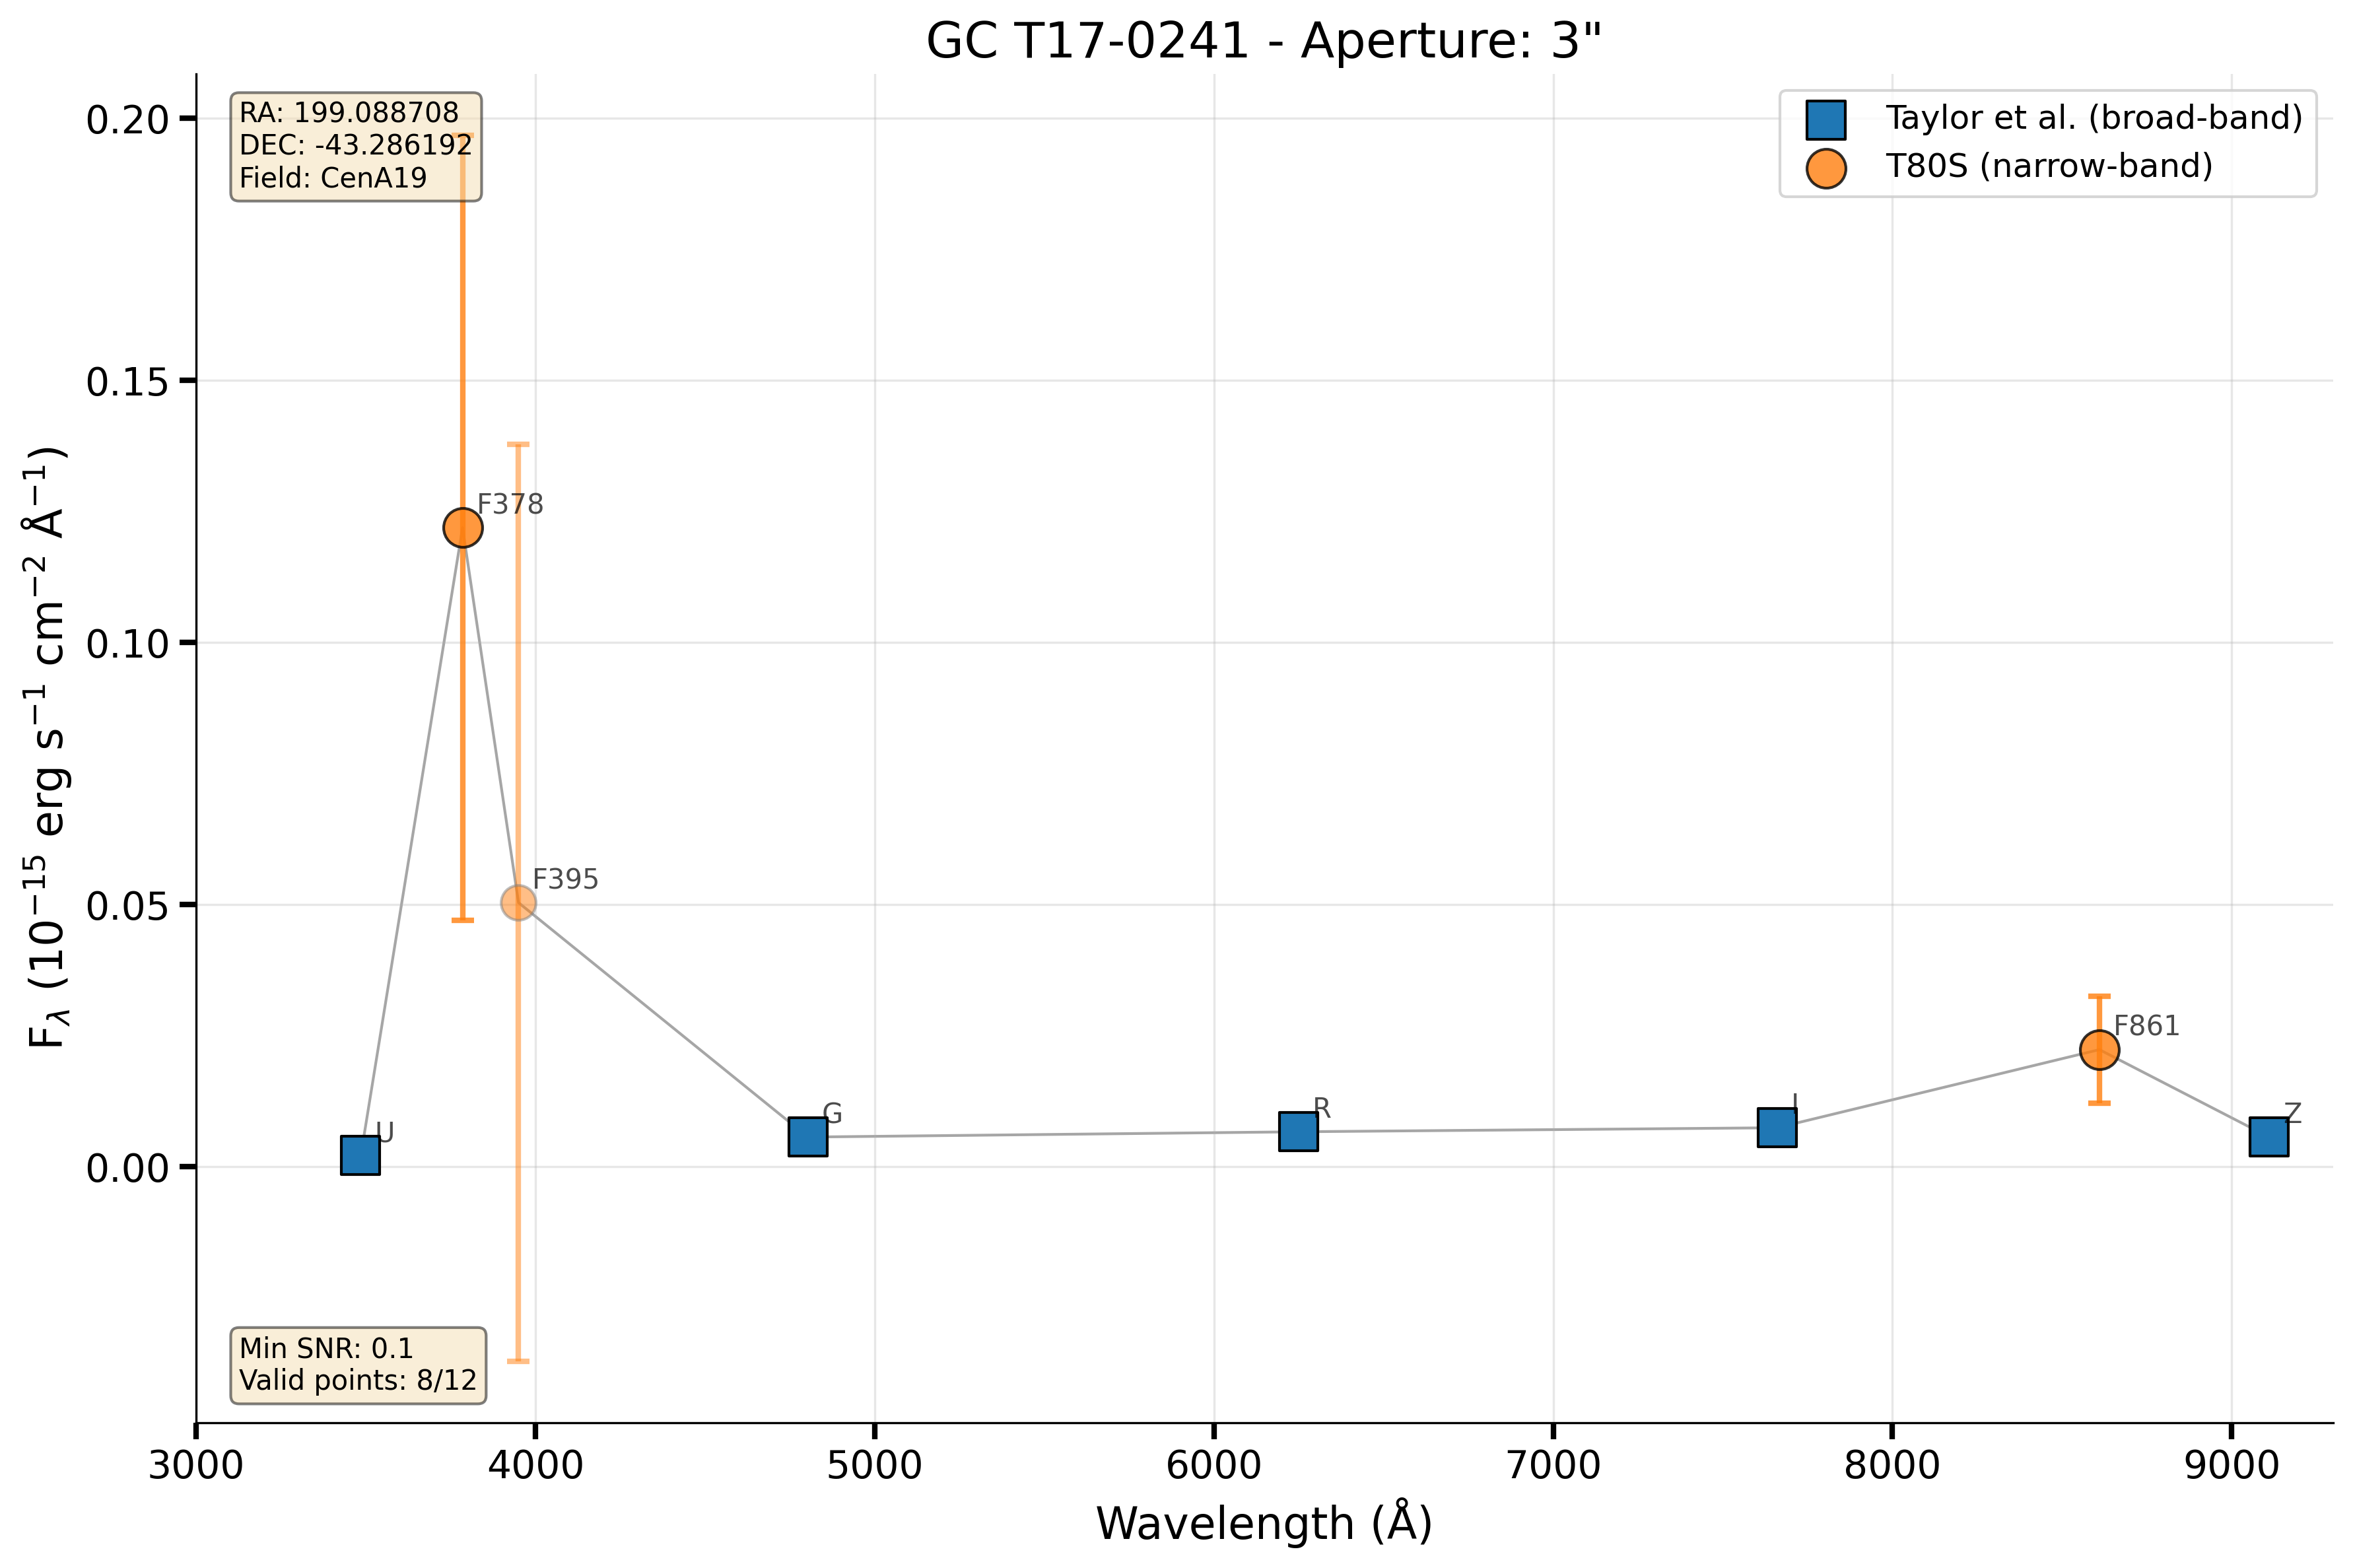 GC T17-0241 - Aperture: 3"
RA: 199.088708
DEC: -43.286192
Field: CenA19
Taylor et al. (broad-band)
T80S (narrow-band)
0.20
0.15
0.10
0.05
0.00
F_λ (10⁻¹⁵ erg s⁻¹ cm⁻² Å⁻¹)
F378
F395
F861
U
G
R
I
Z
Min SNR: 0.1
Valid points: 8/12
3000 4000 5000 6000 7000 8000 9000
Wavelength (Å)